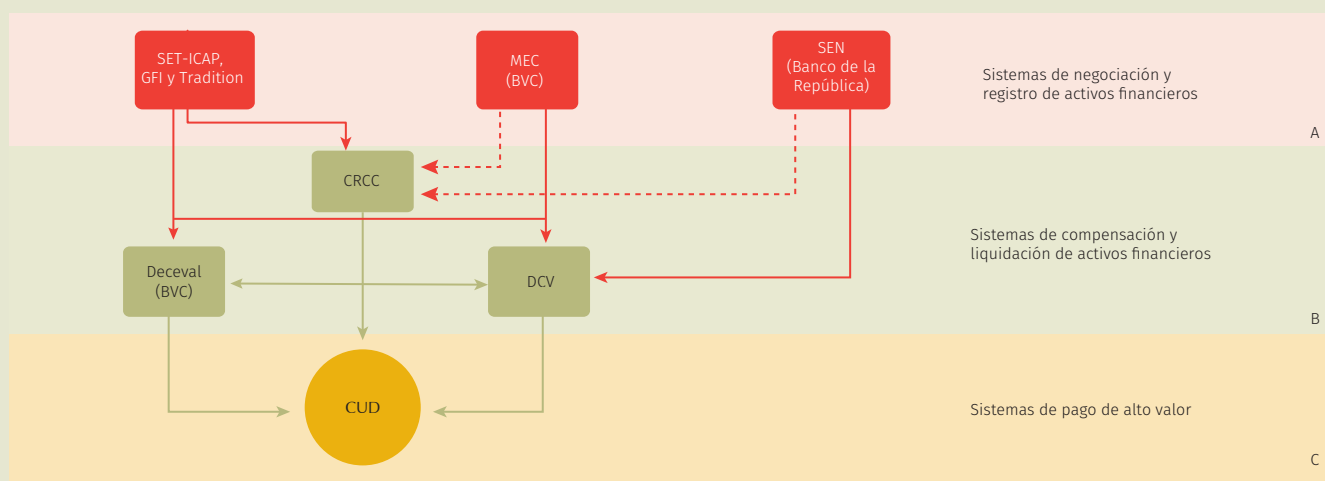 SET-ICAP,
GFI y Tradition
MEC
(BVC)
SEN
(Banco de la
República)
Sistemas de negociación y
registro de activos financieros
A
CRCC
Sistemas de compensación y
liquidación de activos financieros
Deceval
(BVC)
DCV
B
CUD
Sistemas de pago de alto valor
C